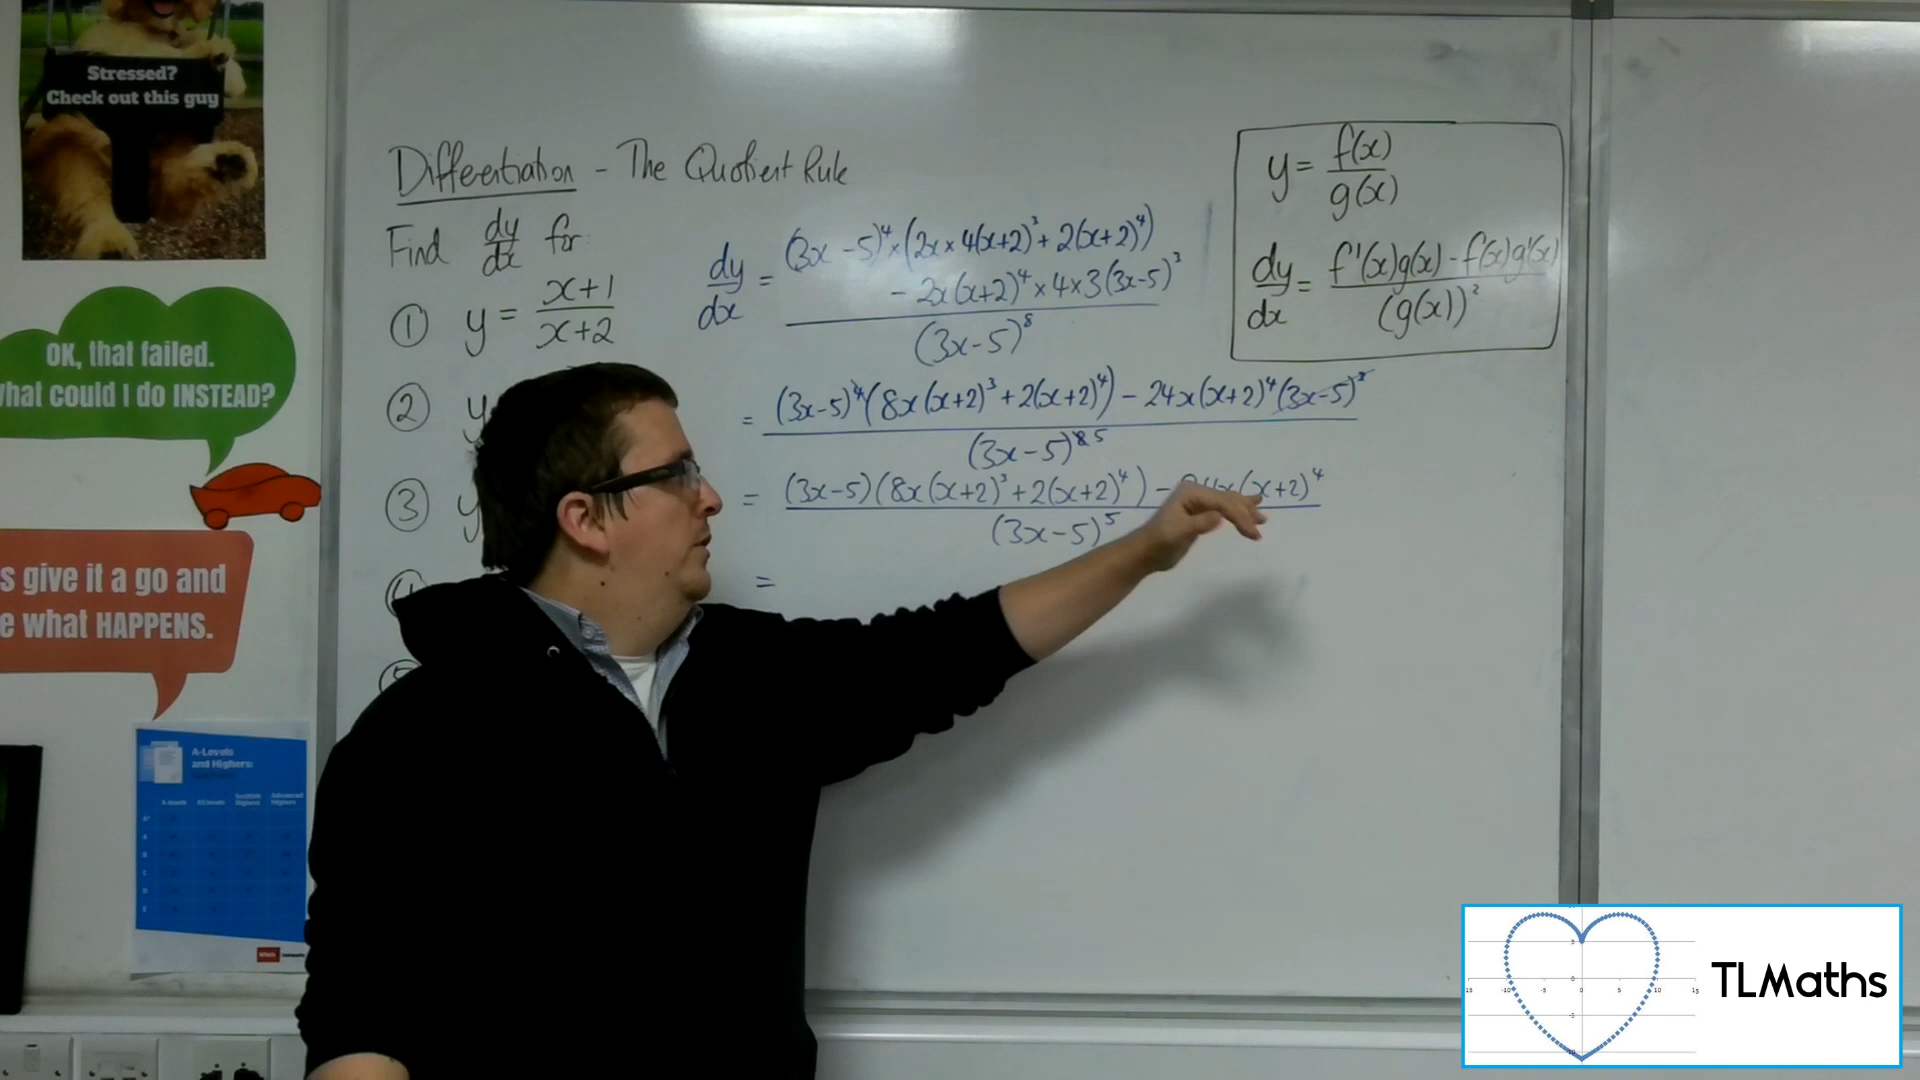 Stressed?
Check out this guy
OK, that failed.
What could I do INSTEAD?
s give it a go and
e what HAPPENS.
A-Levels
and Highers:
Differentiation - The Quotient Rule
Find dy/dx for
① y = (x+1)/(x+2)
② y
③ y
dy/dx = ((3x-5)⁴×(2x×4(x+2)³+2(x+2)⁴) - 2x(x+2)⁴×4×3(3x-5)³)/(3x-5)⁸
= ((3x-5)⁴(8x(x+2)³+2(x+2)⁴) - 24x(x+2)⁴(3x-5)³)/(3x-5)⁸ ⁵
= ((3x-5)(8x(x+2)³+2(x+2)⁴) - 24x(x+2)⁴)/(3x-5)⁵
=
y = f(x)/g(x)
dy/dx = (f'(x)g(x) - f(x)g'(x))/(g(x))²
TLMaths